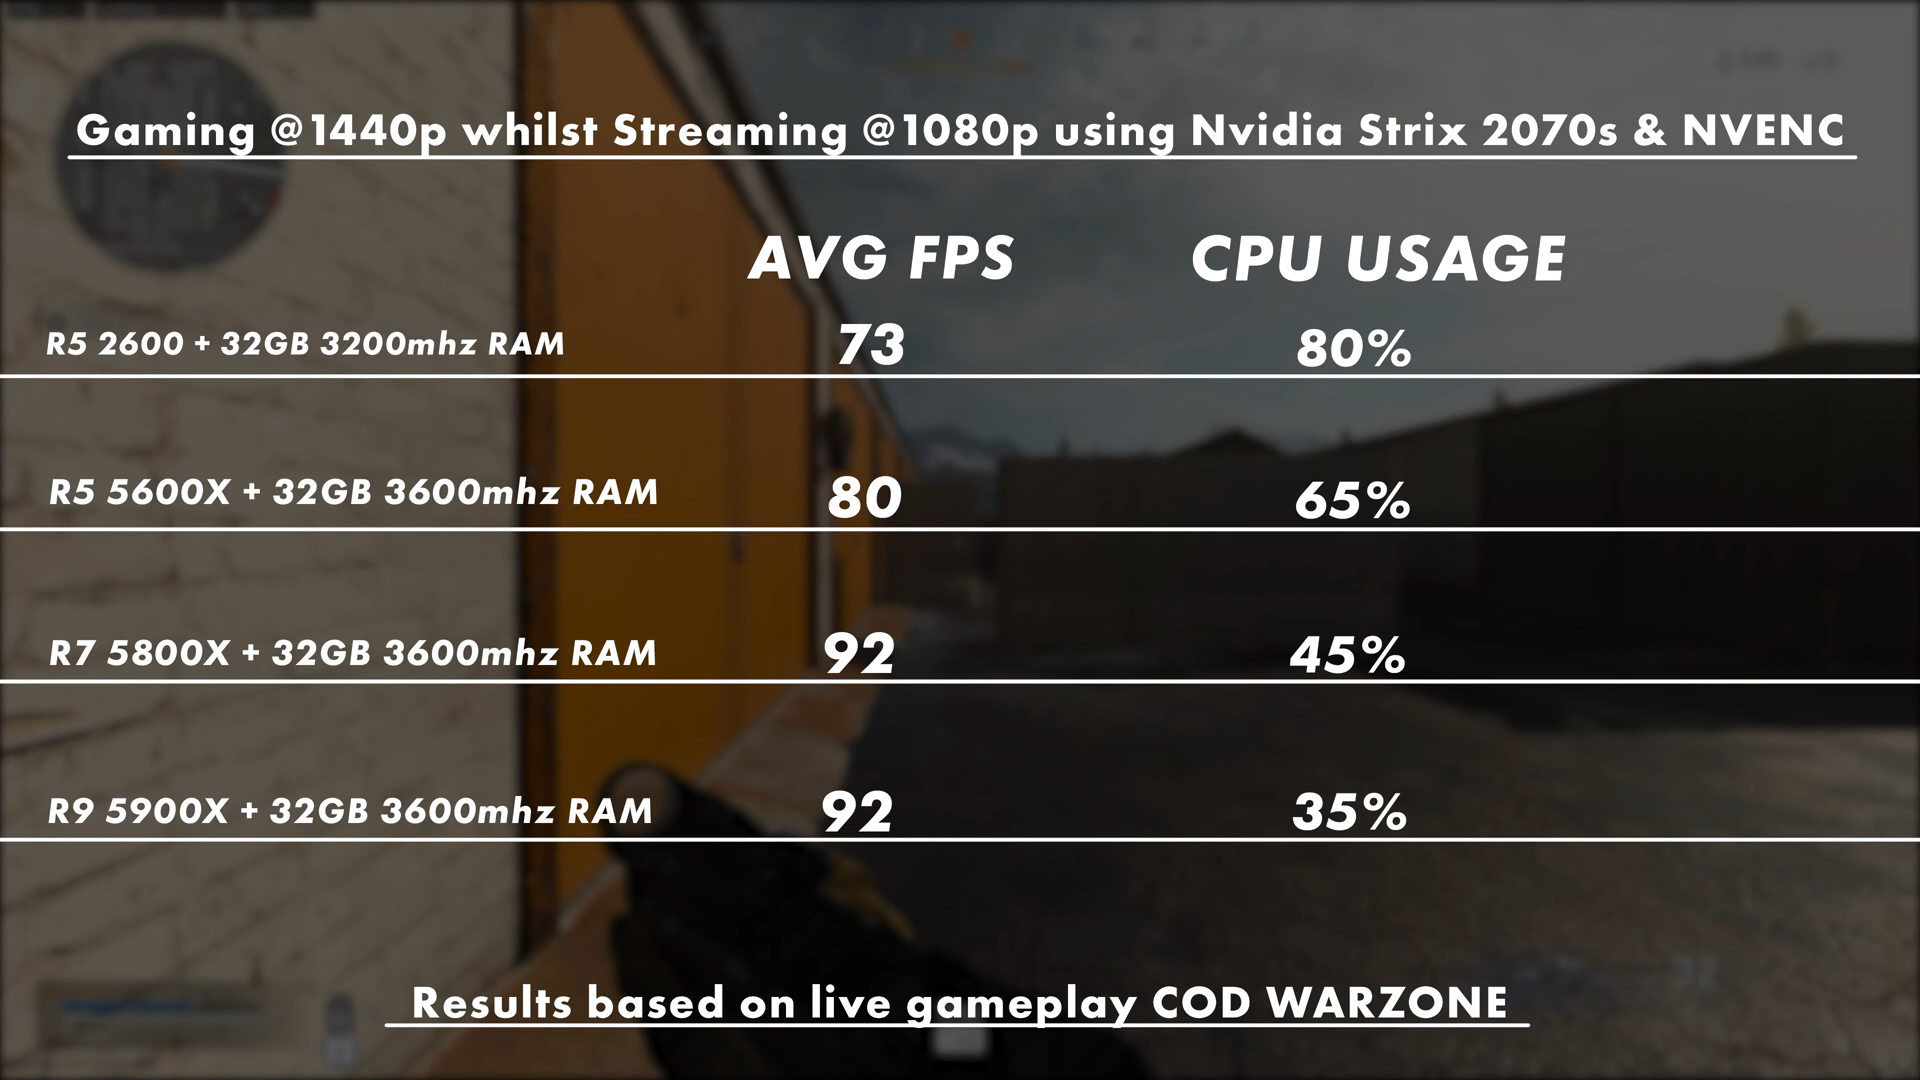 Gaming @1440p whilst Streaming @1080p using Nvidia Strix 2070s & NVENC
AVG FPS CPU USAGE
R5 2600 + 32GB 3200mhz RAM 73 80%
R5 5600X + 32GB 3600mhz RAM 80 65%
R7 5800X + 32GB 3600mhz RAM 92 45%
R9 5900X + 32GB 3600mhz RAM 92 35%
32
Results based on live gameplay COD WARZONE